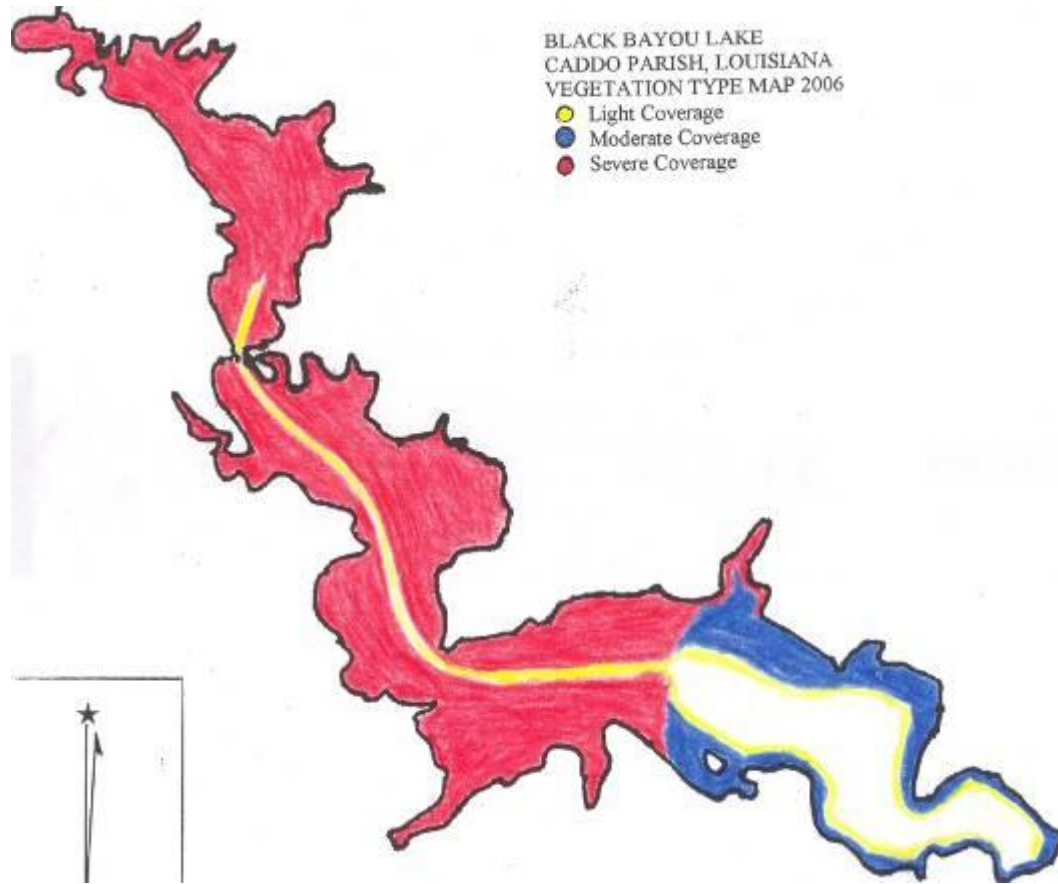 BLACK BAYOU LAKE
CADDO PARISH, LOUISIANA
VEGETATION TYPE MAP 2006
Light Coverage
Moderate Coverage
Severe Coverage